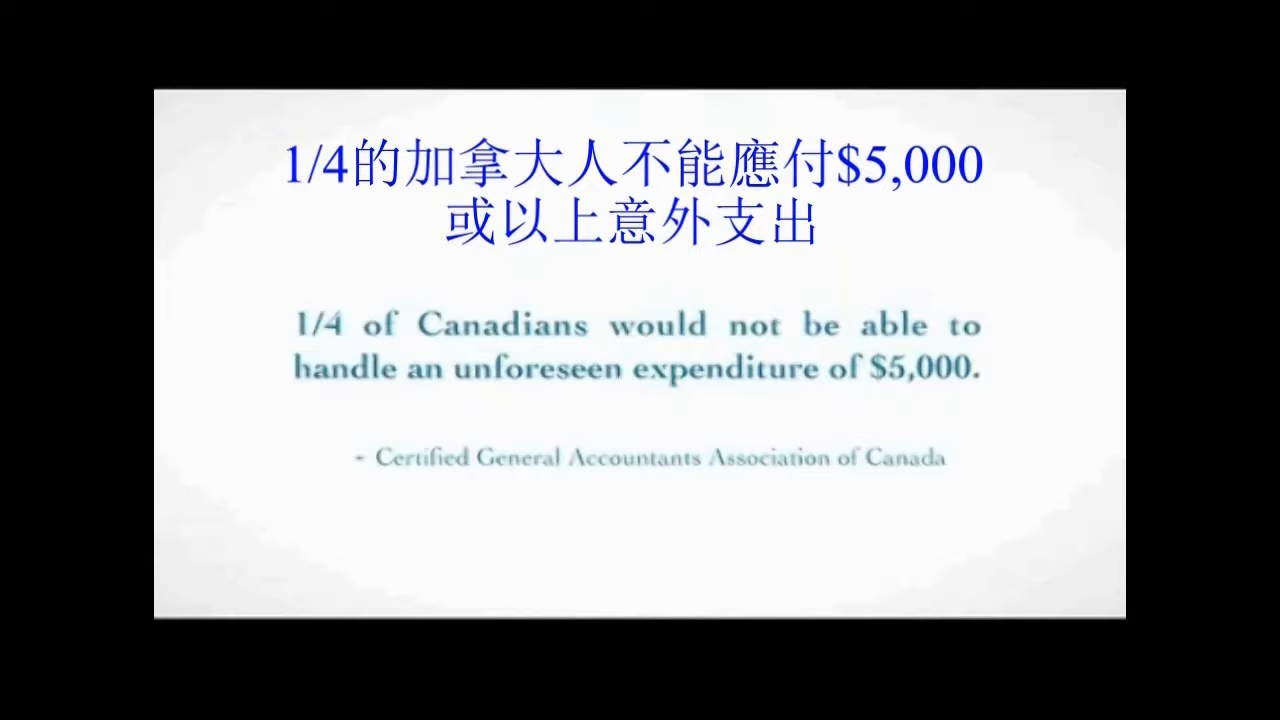 1/4的加拿大人不能應付$5,000
或以上意外支出
1/4 of Canadians would not be able to
handle an unforeseen expenditure of $5,000.
- Certified General Accountants Association of Canada